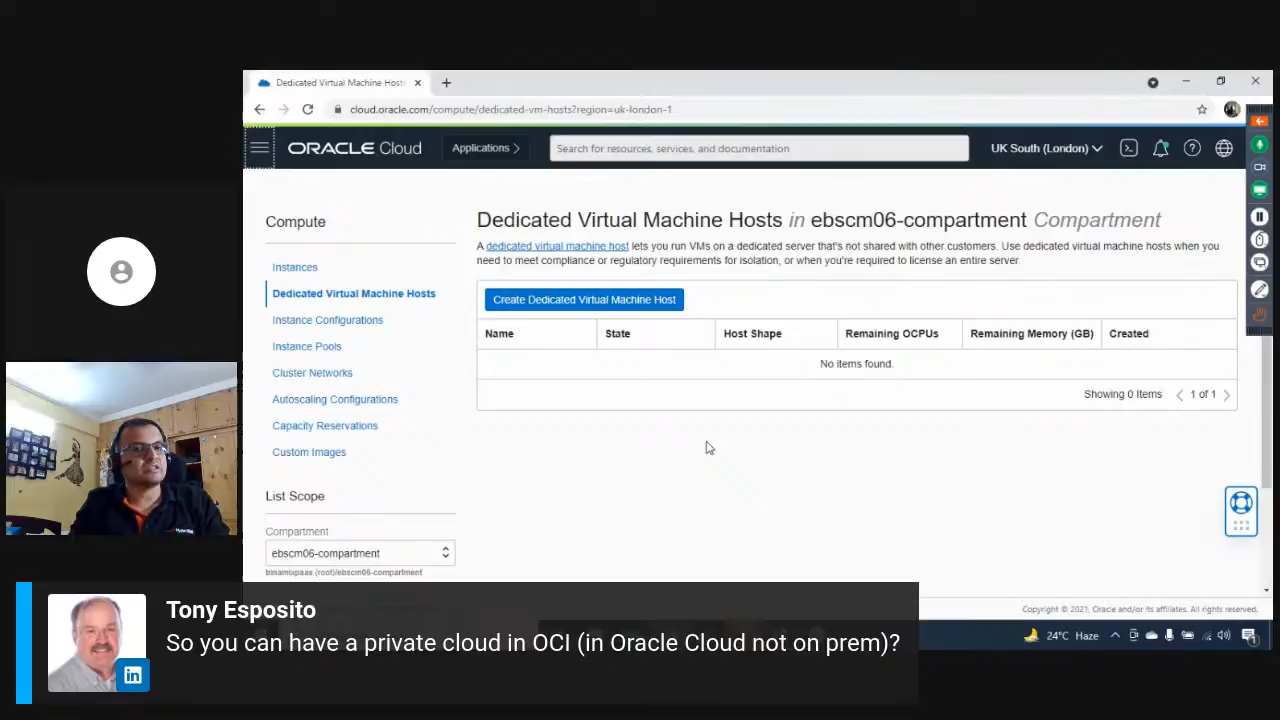 Dedicated Virtual Machine Host
cloud.oracle.com/compute/dedicated-vm-hosts?region=uk-london-1
ORACLE Cloud
Applications
Search for resources, services, and documentation
UK South (London)
Compute
Instances
Dedicated Virtual Machine Hosts
Instance Configurations
Instance Pools
Cluster Networks
Autoscaling Configurations
Capacity Reservations
Custom Images
List Scope
Compartment
ebscm06-compartment
trinamixpaas (root)/ebscm06-compartment
Dedicated Virtual Machine Hosts in ebscm06-compartment Compartment
A dedicated virtual machine host lets you run VMs on a dedicated server that's not shared with other customers. Use dedicated virtual machine hosts when you
need to meet compliance or regulatory requirements for isolation, or when you're required to license an entire server.
Create Dedicated Virtual Machine Host
Name State Host Shape Remaining OCPUs Remaining Memory (GB) Created
No items found.
Showing 0 Items 1 of 1
Copyright © 2021, Oracle and/or its affiliates. All rights reserved.
24°C Haze
Tony Esposito
So you can have a private cloud in OCI (in Oracle Cloud not on prem)?
in